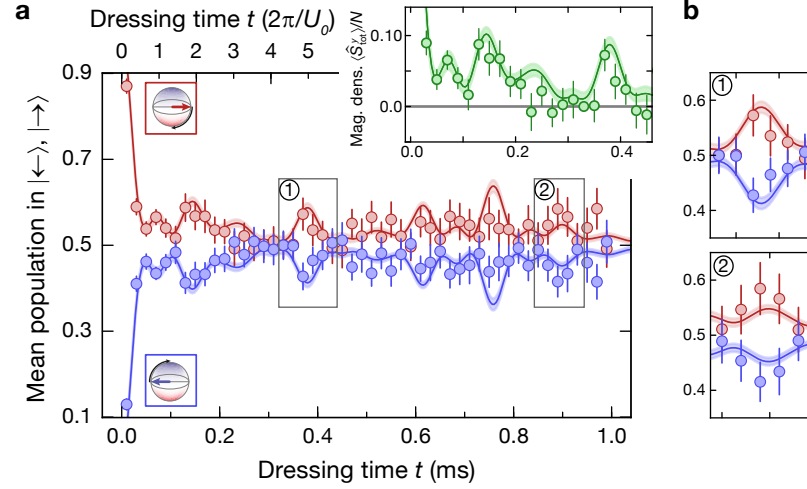 a
Dressing time t (2π/U₀)
0 1 2 3 4 5
Mean population in |←⟩, |→⟩
0.9
0.7
0.5
0.3
0.1
0.0 0.2 0.4 0.6 0.8 1.0
Dressing time t (ms)
1
2
Mag. dens. ⟨Ŝʸtot⟩/N
0.10
0.0
0.0 0.2 0.4
b
1
0.6
0.5
0.4
2
0.6
0.5
0.4